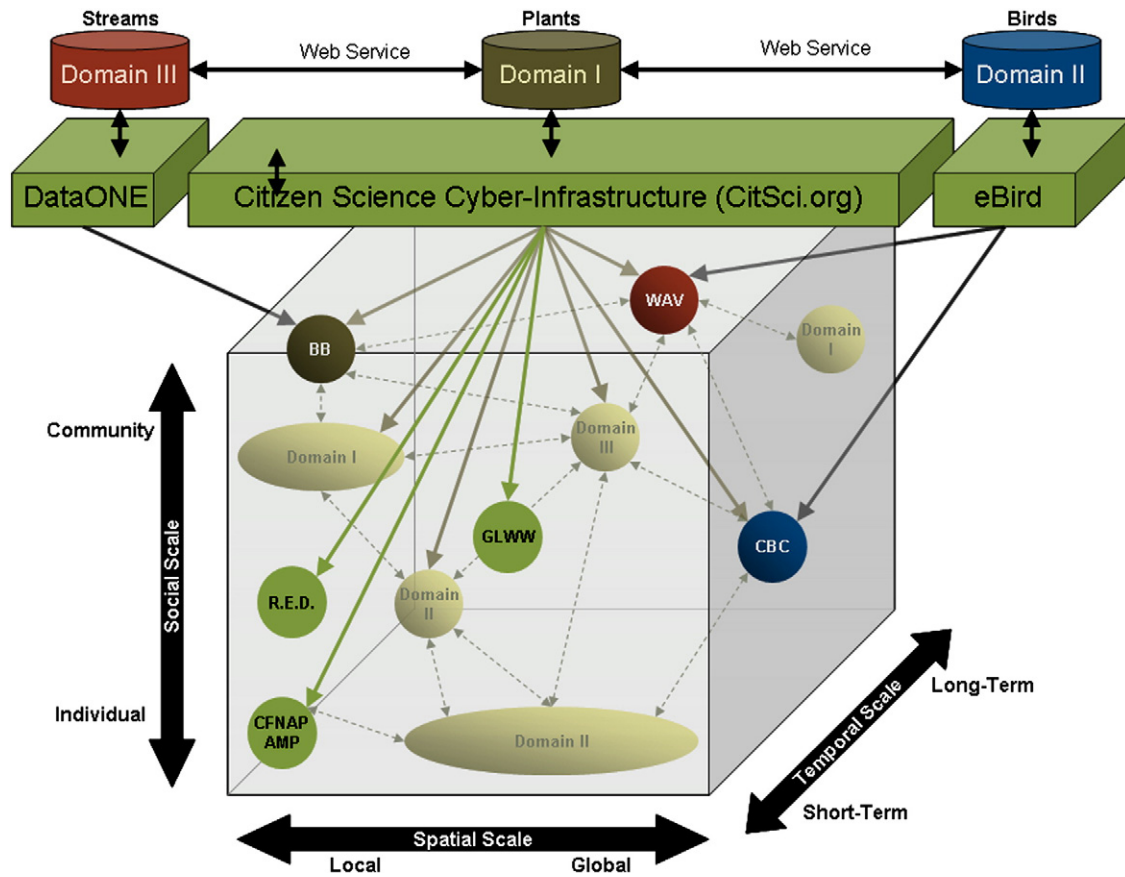 Streams
Plants
Birds
Web Service
Web Service
Domain III
Domain I
Domain II
DataONE
Citizen Science Cyber-Infrastructure (CitSci.org)
eBird
WAV
BB
Domain
I
Community
Domain
III
Domain I
GLWW
CBC
Social Scale
R.E.D.
Domain
II
Individual
CFNAP
AMP
Domain II
Temporal Scale
Long-Term
Short-Term
Spatial Scale
Local
Global